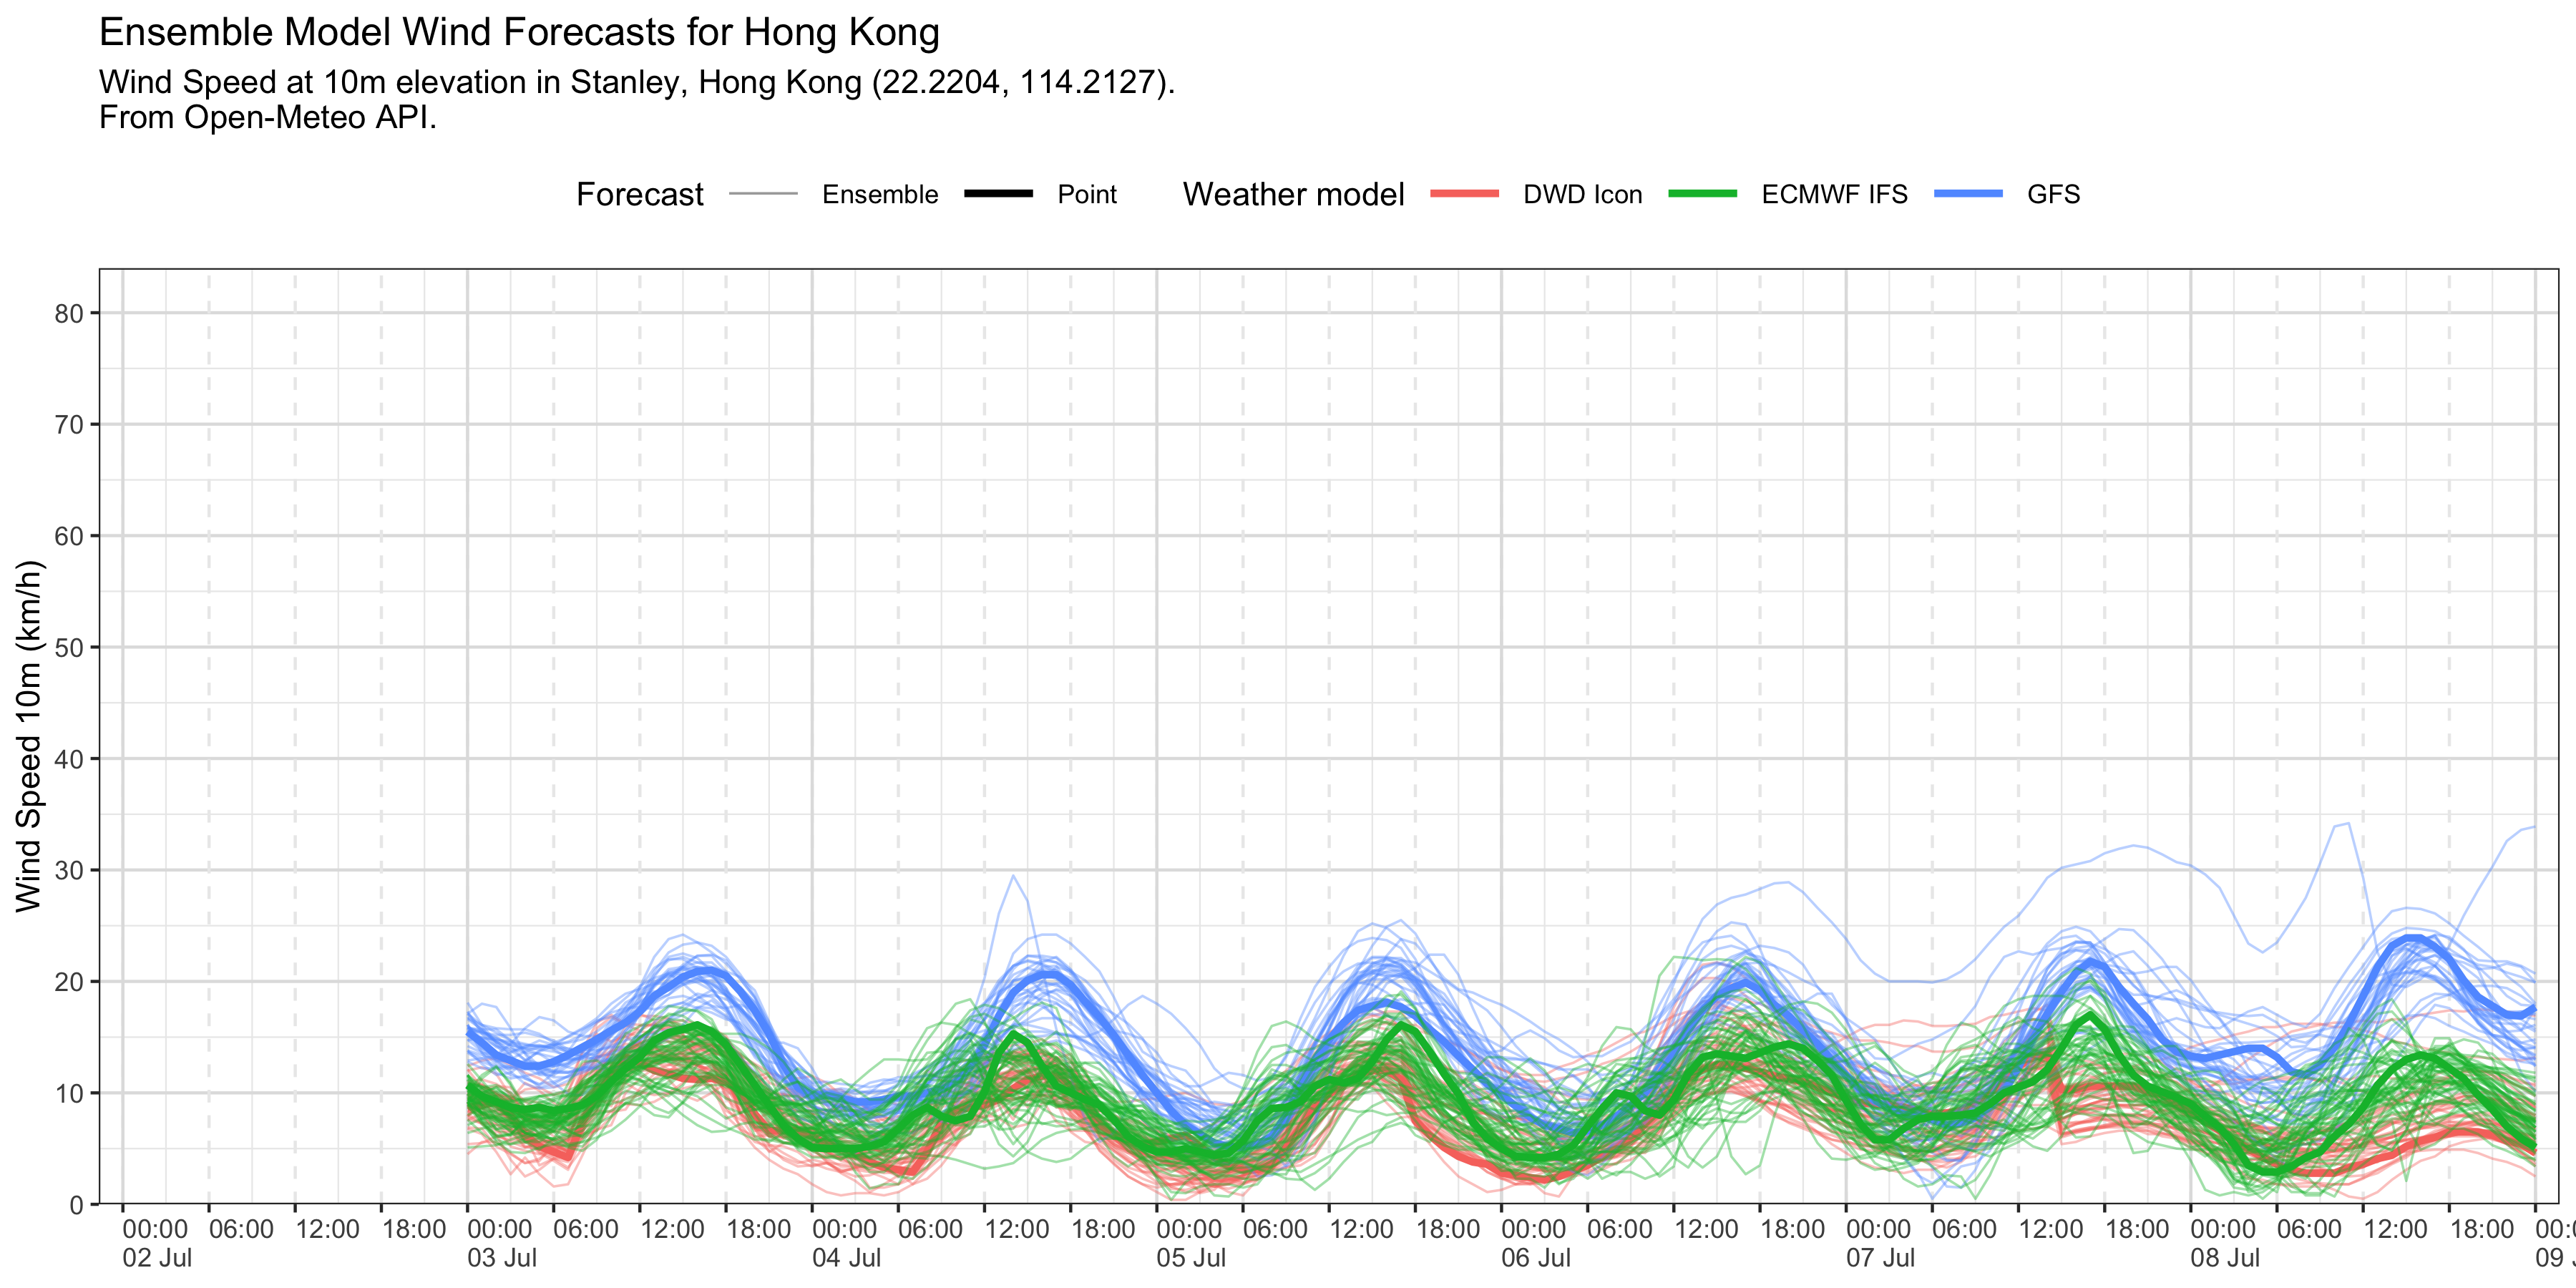 Ensemble Model Wind Forecasts for Hong Kong
Wind Speed at 10m elevation in Stanley, Hong Kong (22.2204, 114.2127).
From Open-Meteo API.
Forecast Ensemble Point Weather model DWD Icon ECMWF IFS GFS
Wind Speed 10m (km/h)
80
70
60
50
40
30
20
10
0
00:00 06:00 12:00 18:00 00:00 06:00 12:00 18:00 00:00 06:00 12:00 18:00 00:00 06:00 12:00 18:00 00:00 06:00 12:00 18:00 00:00 06:00 12:00 18:00 00:00 06:00 12:00 18:00 00:
02 Jul 03 Jul 04 Jul 05 Jul 06 Jul 07 Jul 08 Jul 09